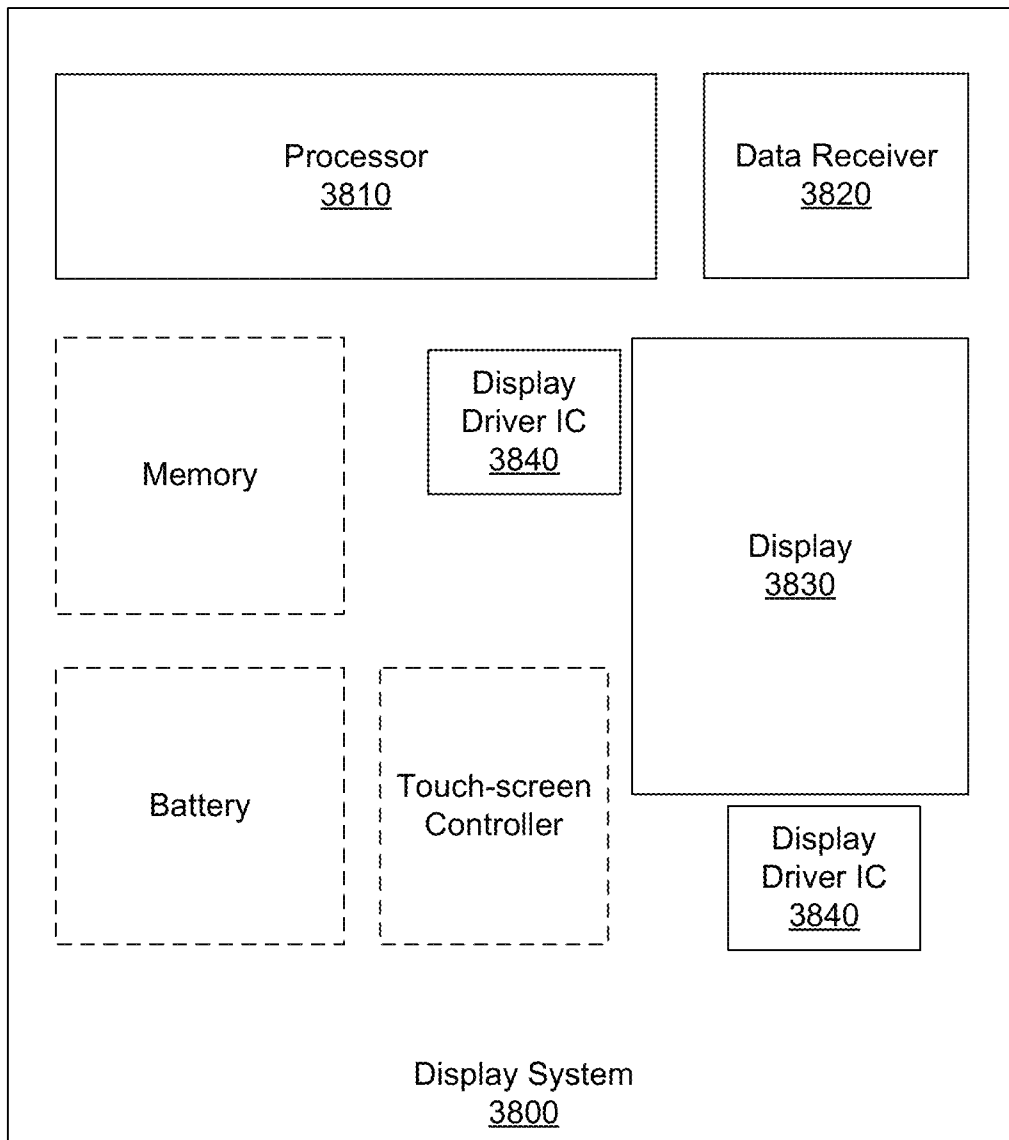 Processor
3810
Data Receiver
3820
Memory
Display
Driver IC
3840
Display
3830
Battery
Touch-screen
Controller
Display
Driver IC
3840
Display System
3800